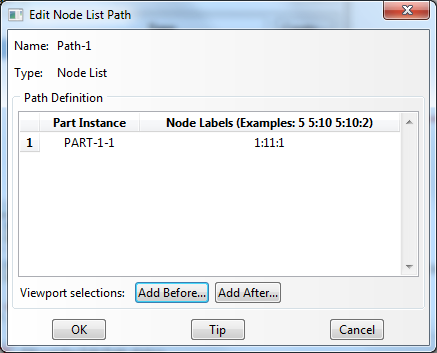 Edit Node List Path
Name: Path-1
Type: Node List
Path Definition
Part Instance Node Labels (Examples: 5 5:10 5:10:2)
1 PART-1-1 1:11:1
Viewport selections: Add Before... Add After...
OK Tip Cancel